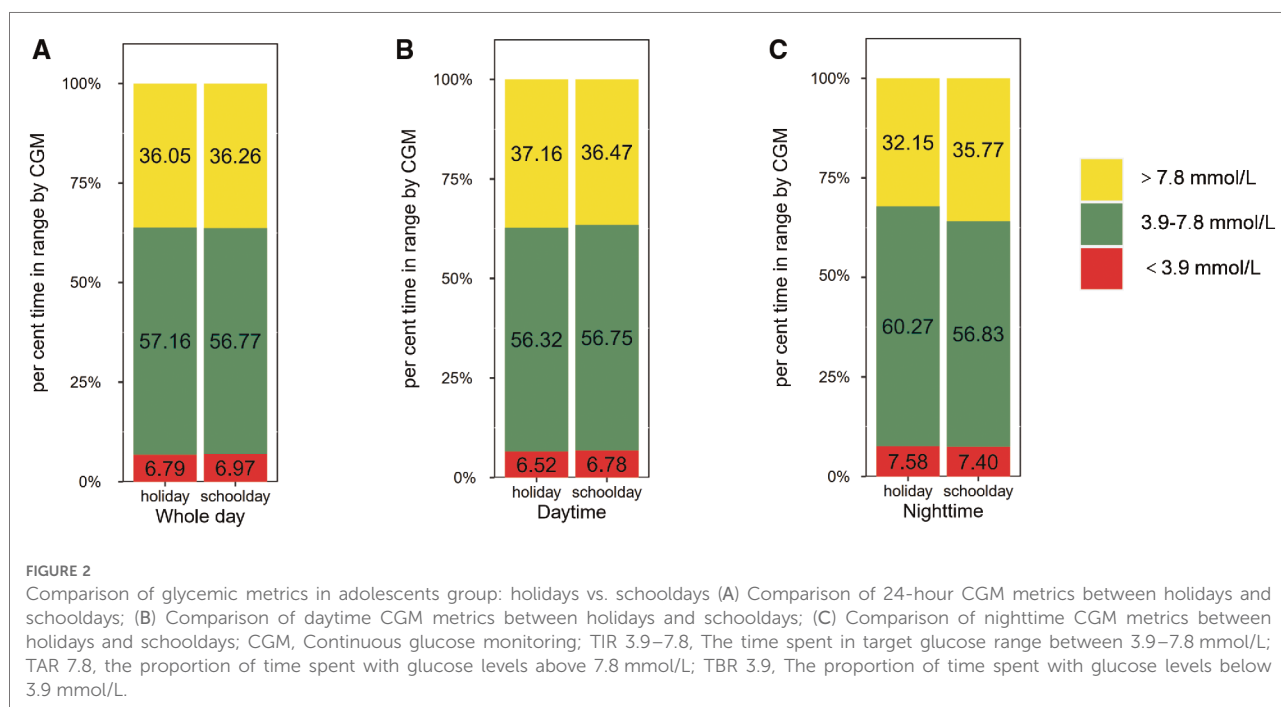 A
per cent time in range by CGM
100%
75%
50%
25%
0%
36.05 36.26
57.16 56.77
6.79 6.97
holiday schoolday
Whole day
B
per cent time in range by CGM
100%
75%
50%
25%
0%
37.16 36.47
56.32 56.75
6.52 6.78
holiday schoolday
Daytime
C
per cent time in range by CGM
100%
75%
50%
25%
0%
32.15 35.77
60.27 56.83
7.58 7.40
holiday schoolday
Nighttime
> 7.8 mmol/L
3.9-7.8 mmol/L
< 3.9 mmol/L
FIGURE 2
Comparison of glycemic metrics in adolescents group: holidays vs. schooldays (A) Comparison of 24-hour CGM metrics between holidays and
schooldays; (B) Comparison of daytime CGM metrics between holidays and schooldays; (C) Comparison of nighttime CGM metrics between
holidays and schooldays; CGM, Continuous glucose monitoring; TIR 3.9–7.8, The time spent in target glucose range between 3.9–7.8 mmol/L;
TAR 7.8, the proportion of time spent with glucose levels above 7.8 mmol/L; TBR 3.9, The proportion of time spent with glucose levels below
3.9 mmol/L.